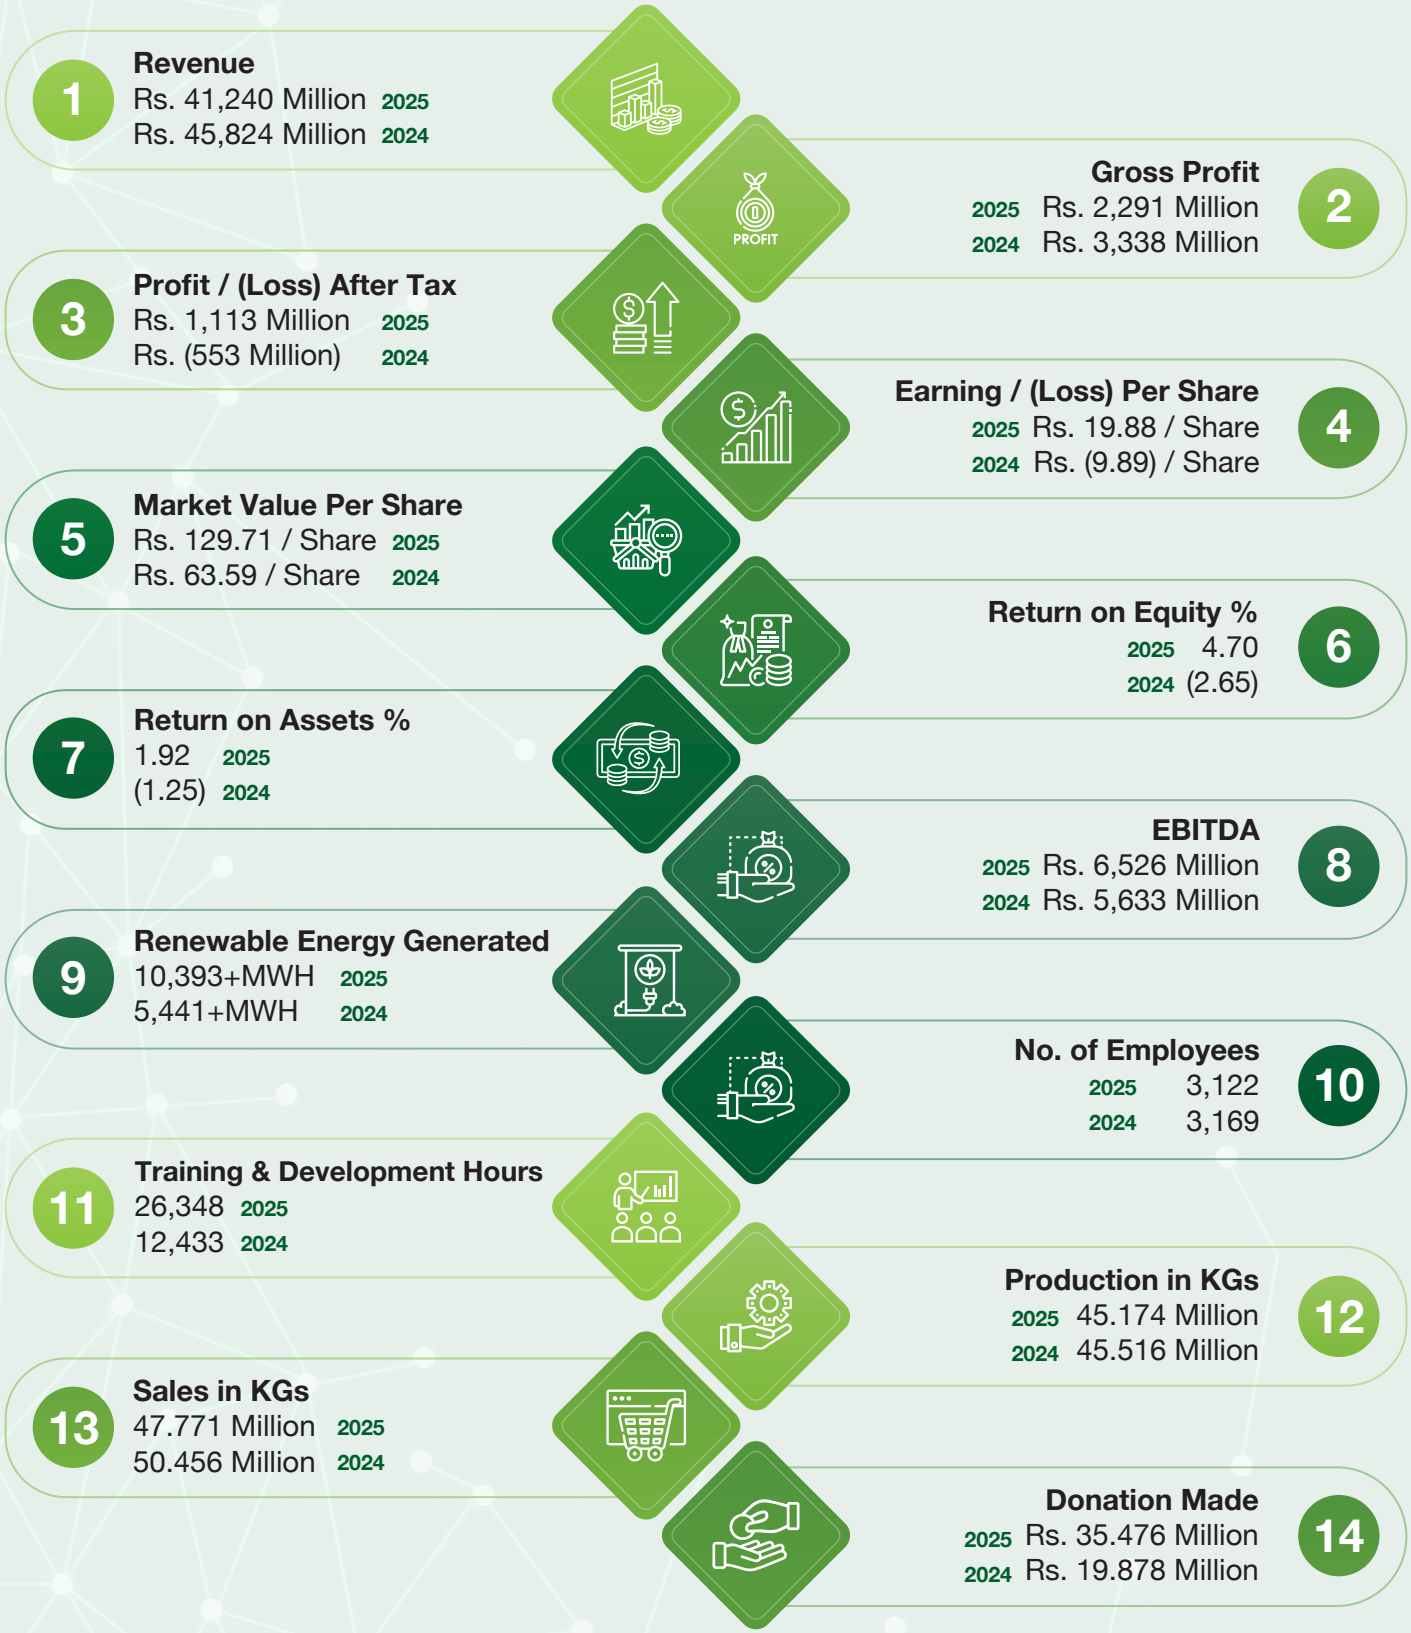 1
Revenue
Rs. 41,240 Million 2025
Rs. 45,824 Million 2024
PROFIT
Gross Profit
2025 Rs. 2,291 Million
2024 Rs. 3,338 Million
2
3
Profit / (Loss) After Tax
Rs. 1,113 Million 2025
Rs. (553 Million) 2024
Earning / (Loss) Per Share
2025 Rs. 19.88 / Share
2024 Rs. (9.89) / Share
4
5
Market Value Per Share
Rs. 129.71 / Share 2025
Rs. 63.59 / Share 2024
Return on Equity %
2025 4.70
2024 (2.65)
6
7
Return on Assets %
1.92 2025
(1.25) 2024
EBITDA
2025 Rs. 6,526 Million
2024 Rs. 5,633 Million
8
9
Renewable Energy Generated
10,393+MWH 2025
5,441+MWH 2024
No. of Employees
2025 3,122
2024 3,169
10
11
Training & Development Hours
26,348 2025
12,433 2024
Production in KGs
2025 45.174 Million
2024 45.516 Million
12
13
Sales in KGs
47.771 Million 2025
50.456 Million 2024
Donation Made
2025 Rs. 35.476 Million
2024 Rs. 19.878 Million
14